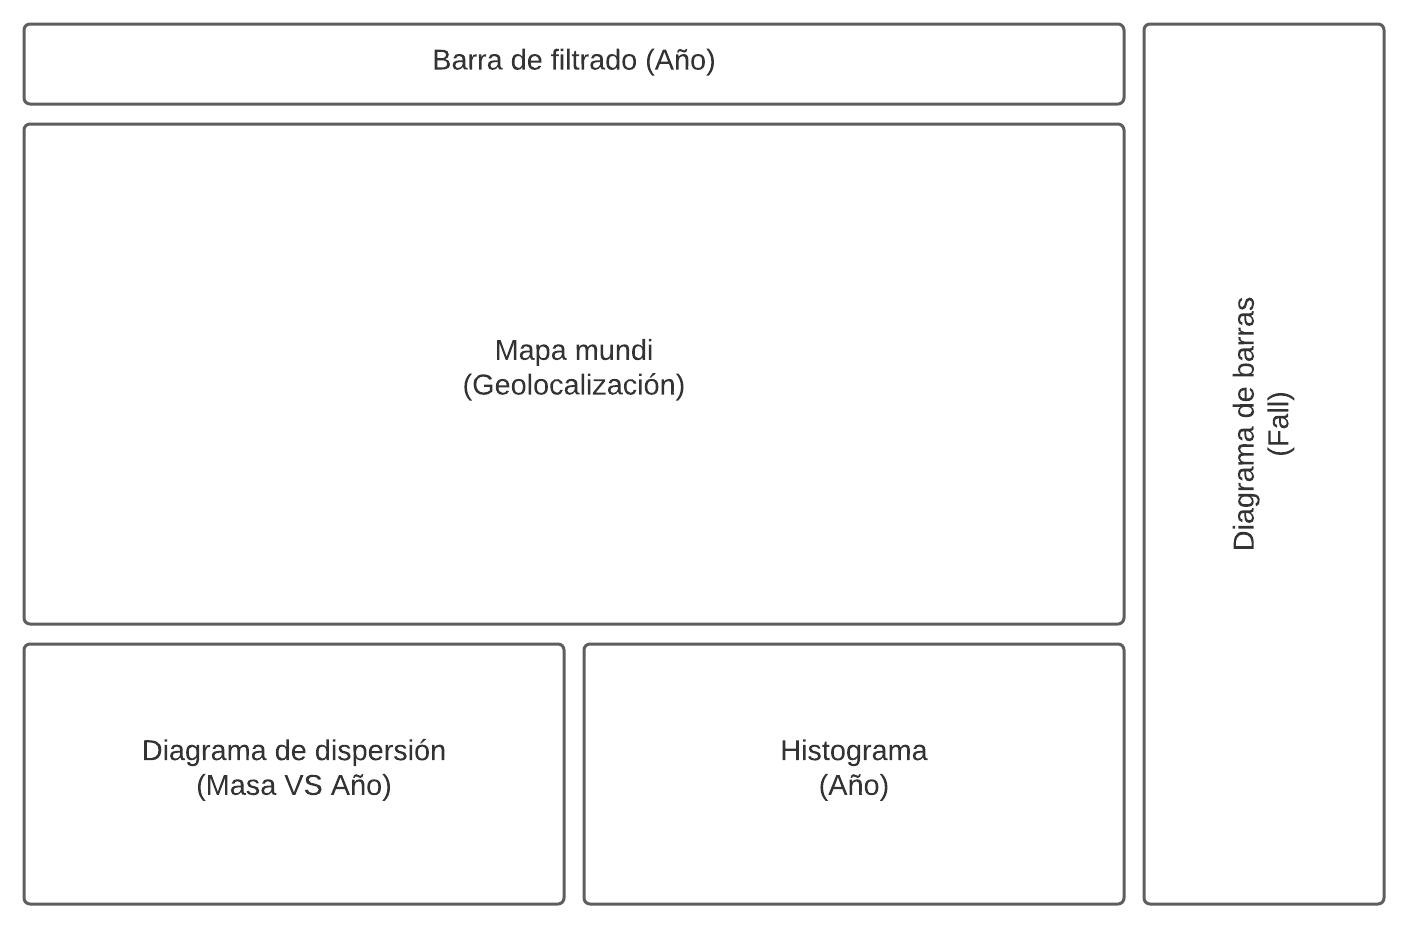 Barra de filtrado (Año)
Mapa mundi
(Geolocalización)
Diagrama de dispersión
(Masa VS Año)
Histograma
(Año)
Diagrama de barras
(Fall)